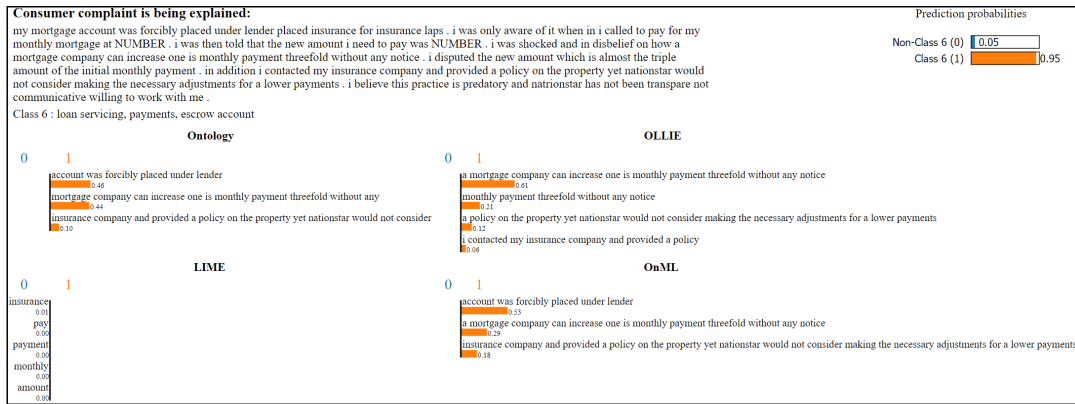 Consumer complaint is being explained:
my mortgage account was forcibly placed under lender placed insurance for insurance laps . i was only aware of it when in i called to pay for my
monthly mortgage at NUMBER . i was then told that the new amount i need to pay was NUMBER . i was shocked and in disbelief on how a
mortgage company can increase one is monthly payment threefold without any notice . i disputed the new amount which is almost the triple
amount of the initial monthly payment . in addition i contacted my insurance company and provided a policy on the property yet nationstar would
not consider making the necessary adjustments for a lower payments . i believe this practice is predatory and natrionstar has not been transpare not
communicative willing to work with me .
Class 6 : loan servicing, payments, escrow account
Prediction probabilities
Non-Class 6 (0) 0.05
Class 6 (1) 0.95
Ontology
0 1
account was forcibly placed under lender
0.46
mortgage company can increase one is monthly payment threefold without any
0.44
insurance company and provided a policy on the property yet nationstar would not consider
0.10
OLLIE
0 1
a mortgage company can increase one is monthly payment threefold without any notice
0.61
monthly payment threefold without any notice
0.21
a policy on the property yet nationstar would not consider making the necessary adjustments for a lower payments
0.12
i contacted my insurance company and provided a policy
0.06
LIME
0 1
insurance
0.01
pay
0.00
payment
0.00
monthly
0.00
amount
0.00
OnML
0 1
account was forcibly placed under lender
0.53
a mortgage company can increase one is monthly payment threefold without any notice
0.29
insurance company and provided a policy on the property yet nationstar would not consider making the necessary adjustments for a lower payments
0.18